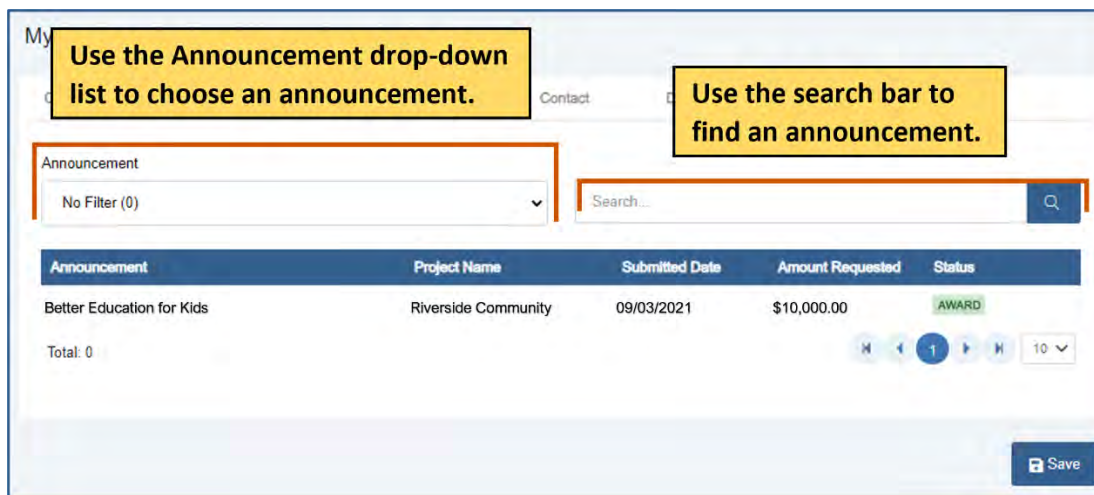 My
Use the Announcement drop-down
list to choose an announcement.
Contact
Use the search bar to
find an announcement.
Announcement
No Filter (0)
Search...
Announcement Project Name Submitted Date Amount Requested Status
Better Education for Kids Riverside Community 09/03/2021 $10,000.00 AWARD
Total: 0
1
10
Save